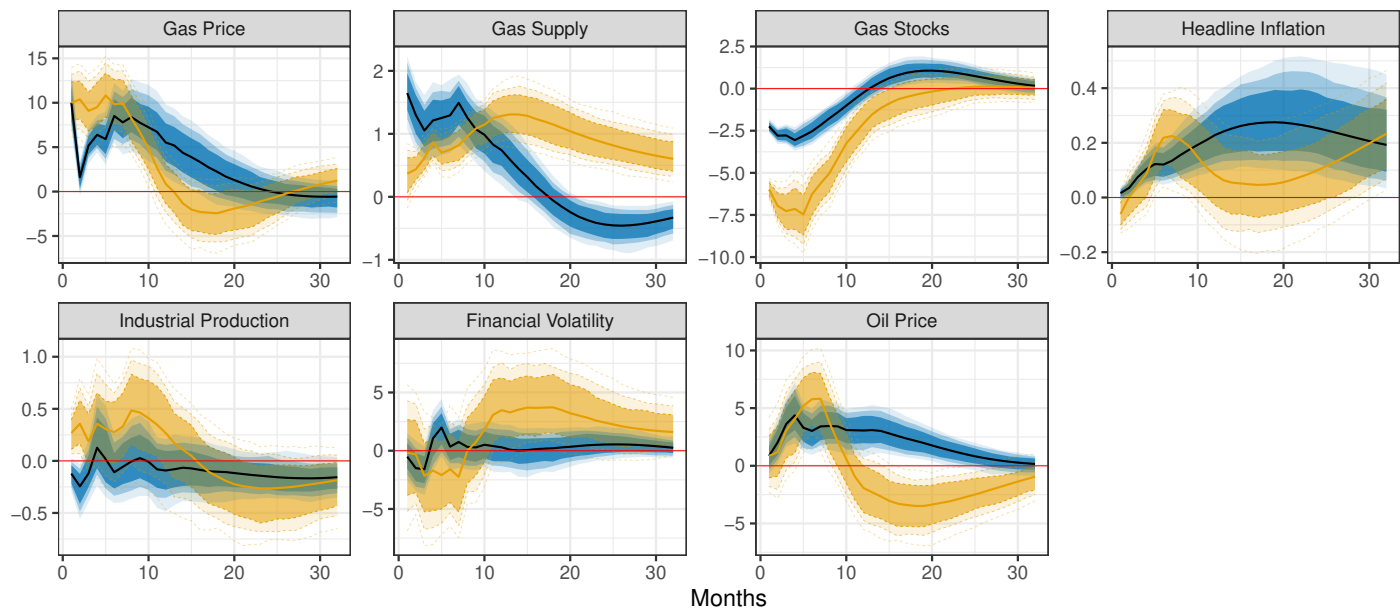 Gas Price
Gas Supply
Gas Stocks
Headline Inflation
15
10
5
0
−5
2
1
0
−1
2.5
0.0
−2.5
−5.0
−7.5
−10.0
0.4
0.2
0.0
−0.2
0 10 20 30
0 10 20 30
0 10 20 30
0 10 20 30
Industrial Production
Financial Volatility
Oil Price
1.0
0.5
0.0
−0.5
5
0
−5
10
5
0
−5
0 10 20 30
0 10 20 30
0 10 20 30
Months